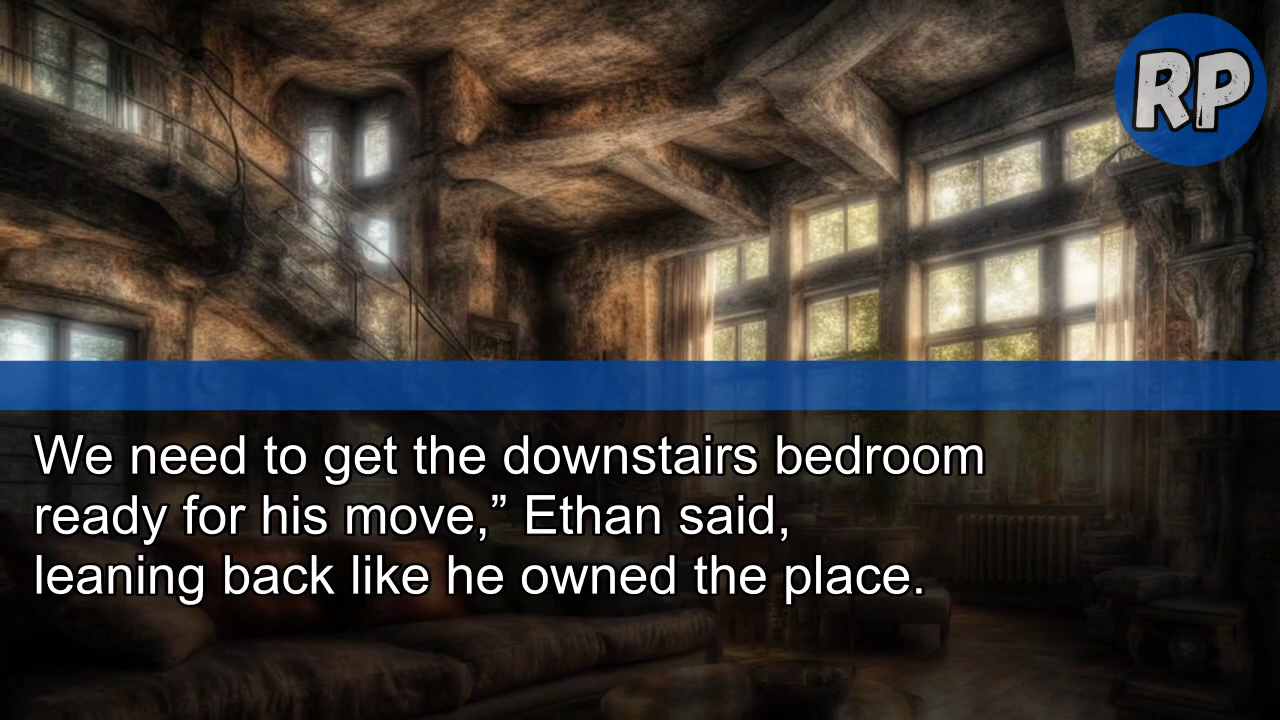 RP
We need to get the downstairs bedroom
ready for his move,” Ethan said,
leaning back like he owned the place.